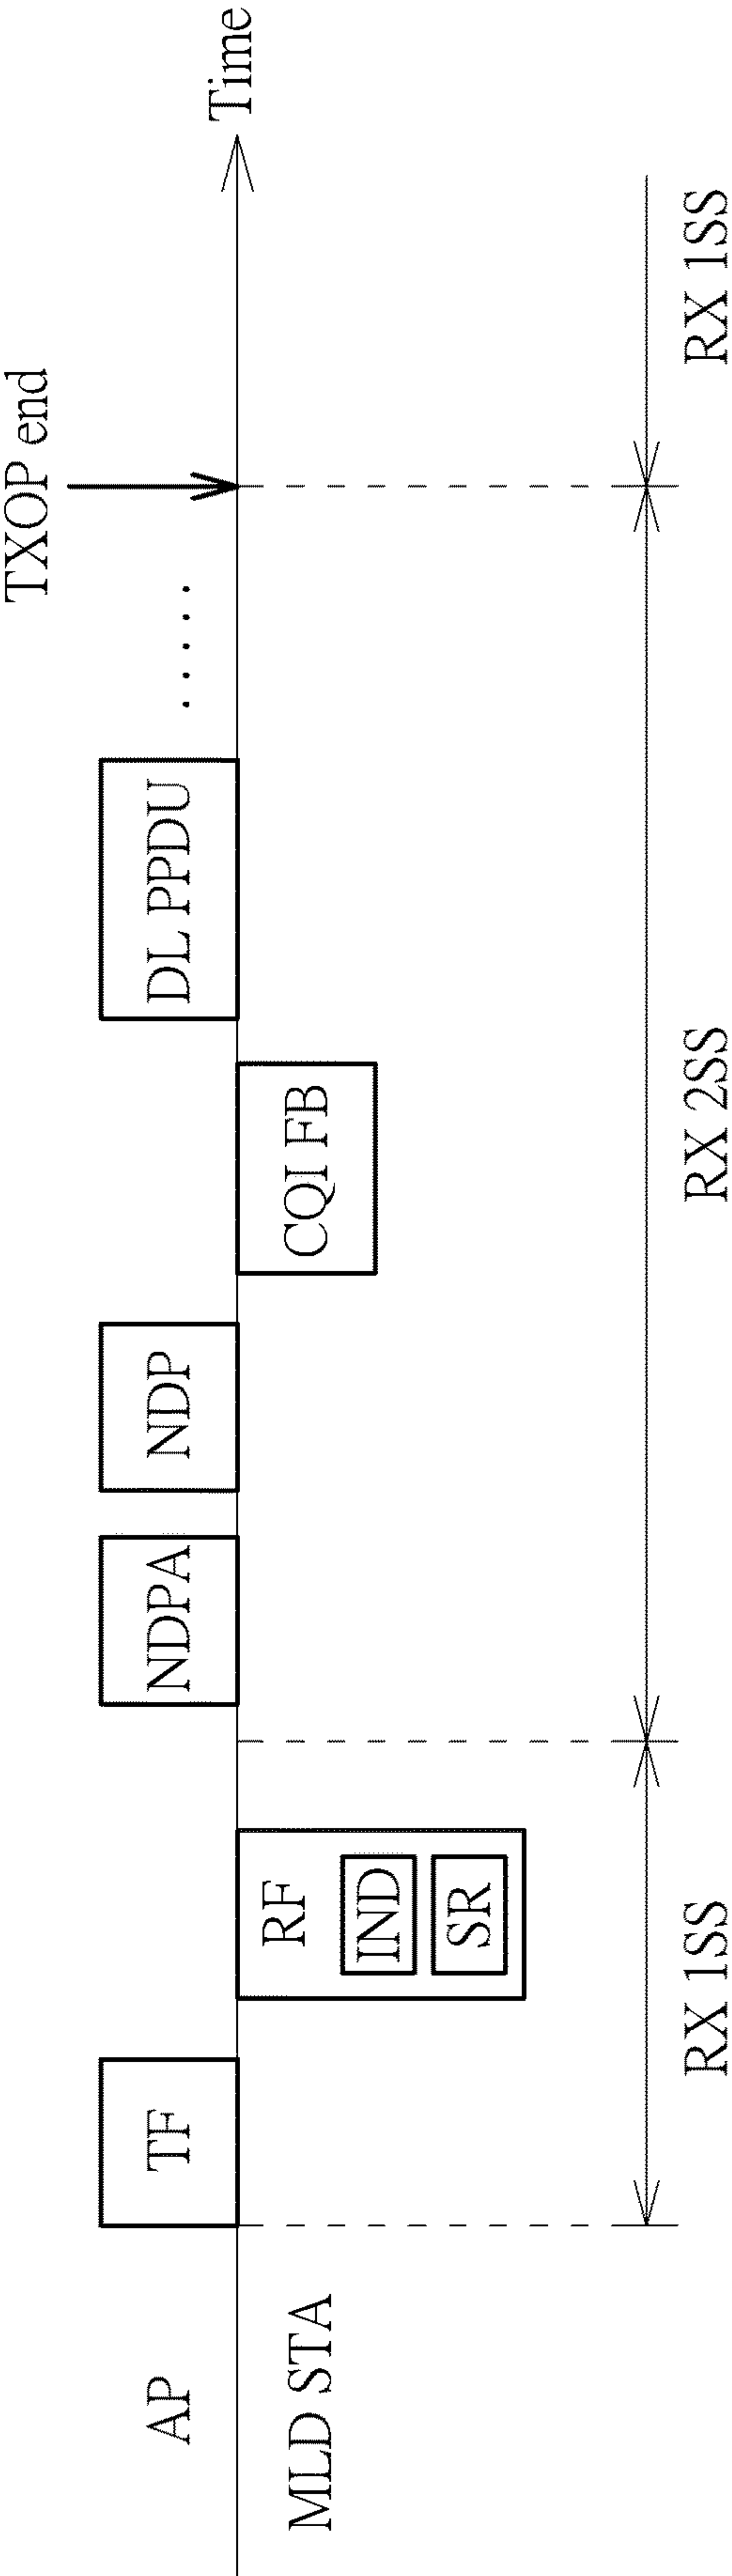 TXOP end
AP
TF
NDPA
NDP
DL PPDU
.....
Time
MLD STA
RF
IND
SR
CQI FB
RX 1SS
RX 2SS
RX 1SS